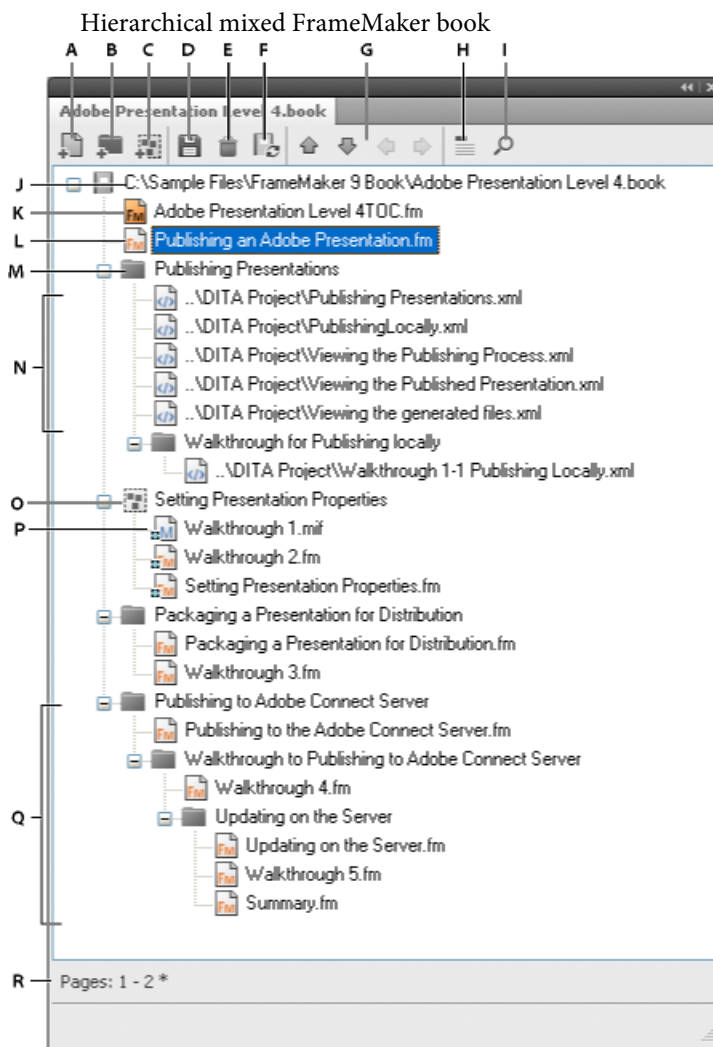 Hierarchical mixed FrameMaker book
A B C D E F G H I
Adobe Presentation Level 4.book
J C:\Sample Files\FrameMaker 9 Book\Adobe Presentation Level 4.book
K Adobe Presentation Level 4TOC.fm
L Publishing an Adobe Presentation.fm
M Publishing Presentations
..\DITA Project\Publishing Presentations.xml
..\DITA Project\PublishingLocally.xml
N ..\DITA Project\Viewing the Publishing Process.xml
..\DITA Project\Viewing the Published Presentation.xml
..\DITA Project\Viewing the generated files.xml
Walkthrough for Publishing locally
..\DITA Project\Walkthrough 1-1 Publishing Locally.xml
O Setting Presentation Properties
P Walkthrough 1.mif
Walkthrough 2.fm
Setting Presentation Properties.fm
Packaging a Presentation for Distribution
Packaging a Presentation for Distribution.fm
Walkthrough 3.fm
Publishing to Adobe Connect Server
Publishing to the Adobe Connect Server.fm
Walkthrough to Publishing to Adobe Connect Server
Walkthrough 4.fm
Q Updating on the Server
Updating on the Server.fm
Walkthrough 5.fm
Summary.fm
R Pages: 1 - 2 *